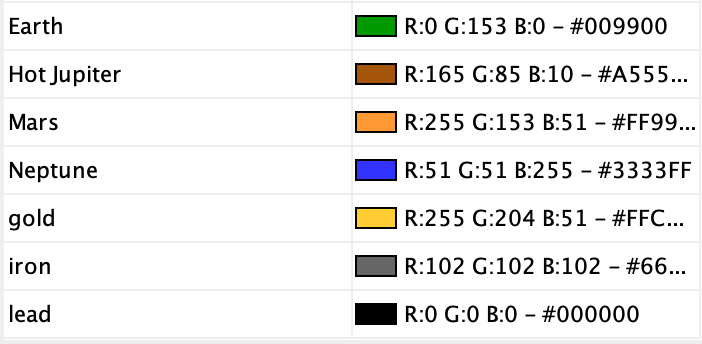 Earth R:0 G:153 B:0 – #009900
Hot Jupiter R:165 G:85 B:10 – #A555...
Mars R:255 G:153 B:51 – #FF99...
Neptune R:51 G:51 B:255 – #3333FF
gold R:255 G:204 B:51 – #FFC...
iron R:102 G:102 B:102 – #66...
lead R:0 G:0 B:0 – #000000